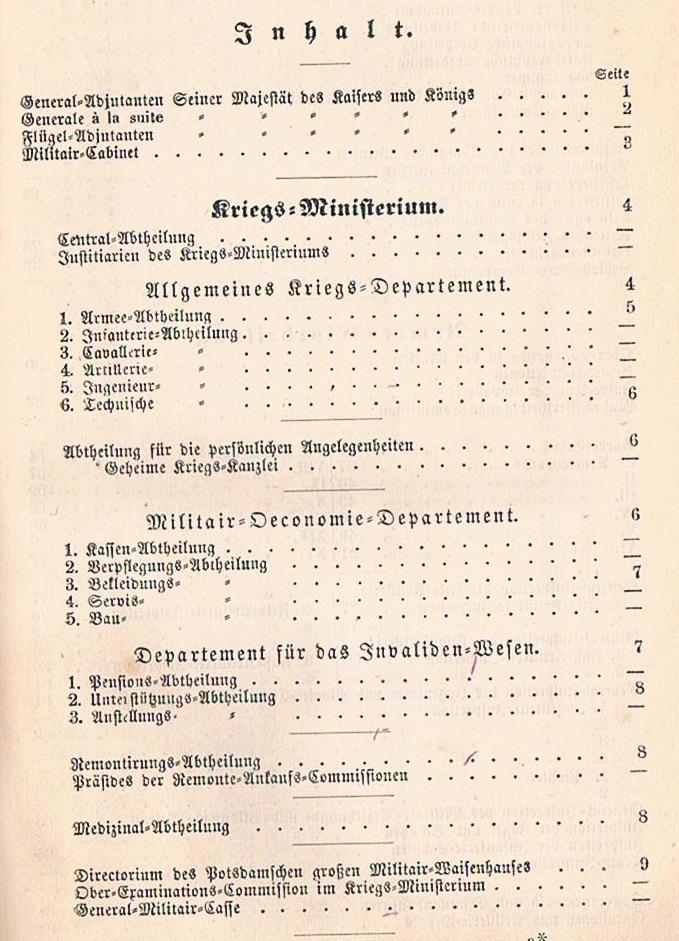 Inhalt.
Seite
General-Adjutanten Seiner Majestät des Kaisers und Königs . . . . . 1
Generale à la suite " " " " " " . . . . . 2
Flügel-Adjutanten " " " " " " . . . . . —
Militair-Cabinet . . . . . . . . . . . . . . . . . . . . 3
Kriegs-Ministerium. 4
Central-Abtheilung . . . . . . . . . . . . . . . . . —
Justitiarien des Kriegs-Ministeriums . . . . . . . . . . . —
Allgemeines Kriegs-Departement. 4
1. Armee-Abtheilung . . . . . . . . . . . . . . . . 5
2. Infanterie-Abtheilung . . . . . . . . . . . . . . . —
3. Cavallerie- " . . . . . . . . . . . . . . . —
4. Artillerie- " . . . . . . . . . . . . . . . —
5. Ingenieur- " . . . . . . . . . . . . . . . —
6. Technische " . . . . . . . . . . . . . . . 6
Abtheilung für die persönlichen Angelegenheiten . . . . . . . . 6
Geheime Kriegs-Kanzlei . . . . . . . . . . . . . . —
Militair-Oeconomie-Departement. 6
1. Kassen-Abtheilung . . . . . . . . . . . . . . . . —
2. Verpflegungs-Abtheilung . . . . . . . . . . . . . —
3. Bekleidungs- " . . . . . . . . . . . . . 7
4. Servis- " . . . . . . . . . . . . . —
5. Bau- " . . . . . . . . . . . . . —
Departement für das Invaliden-Wesen. 7
1. Pensions-Abtheilung . . . . . . . . . . . . . . . —
2. Unterstützungs-Abtheilung . . . . . . . . . . . . . 8
3. Anstellungs- " . . . . . . . . . . . . . —
Remontirungs-Abtheilung . . . . . . . . . . . . . . 8
Präsides der Remonte-Ankaufs-Commissionen . . . . . . . —
Medizinal-Abtheilung . . . . . . . . . . . . . . . 8
Directorium des Potsdamschen großen Militair-Waisenhauses . . . 9
Ober-Examinations-Commission im Kriegs-Ministerium . . . . . —
General-Militair-Casse . . . . . . . . . . . . . . . —
a*